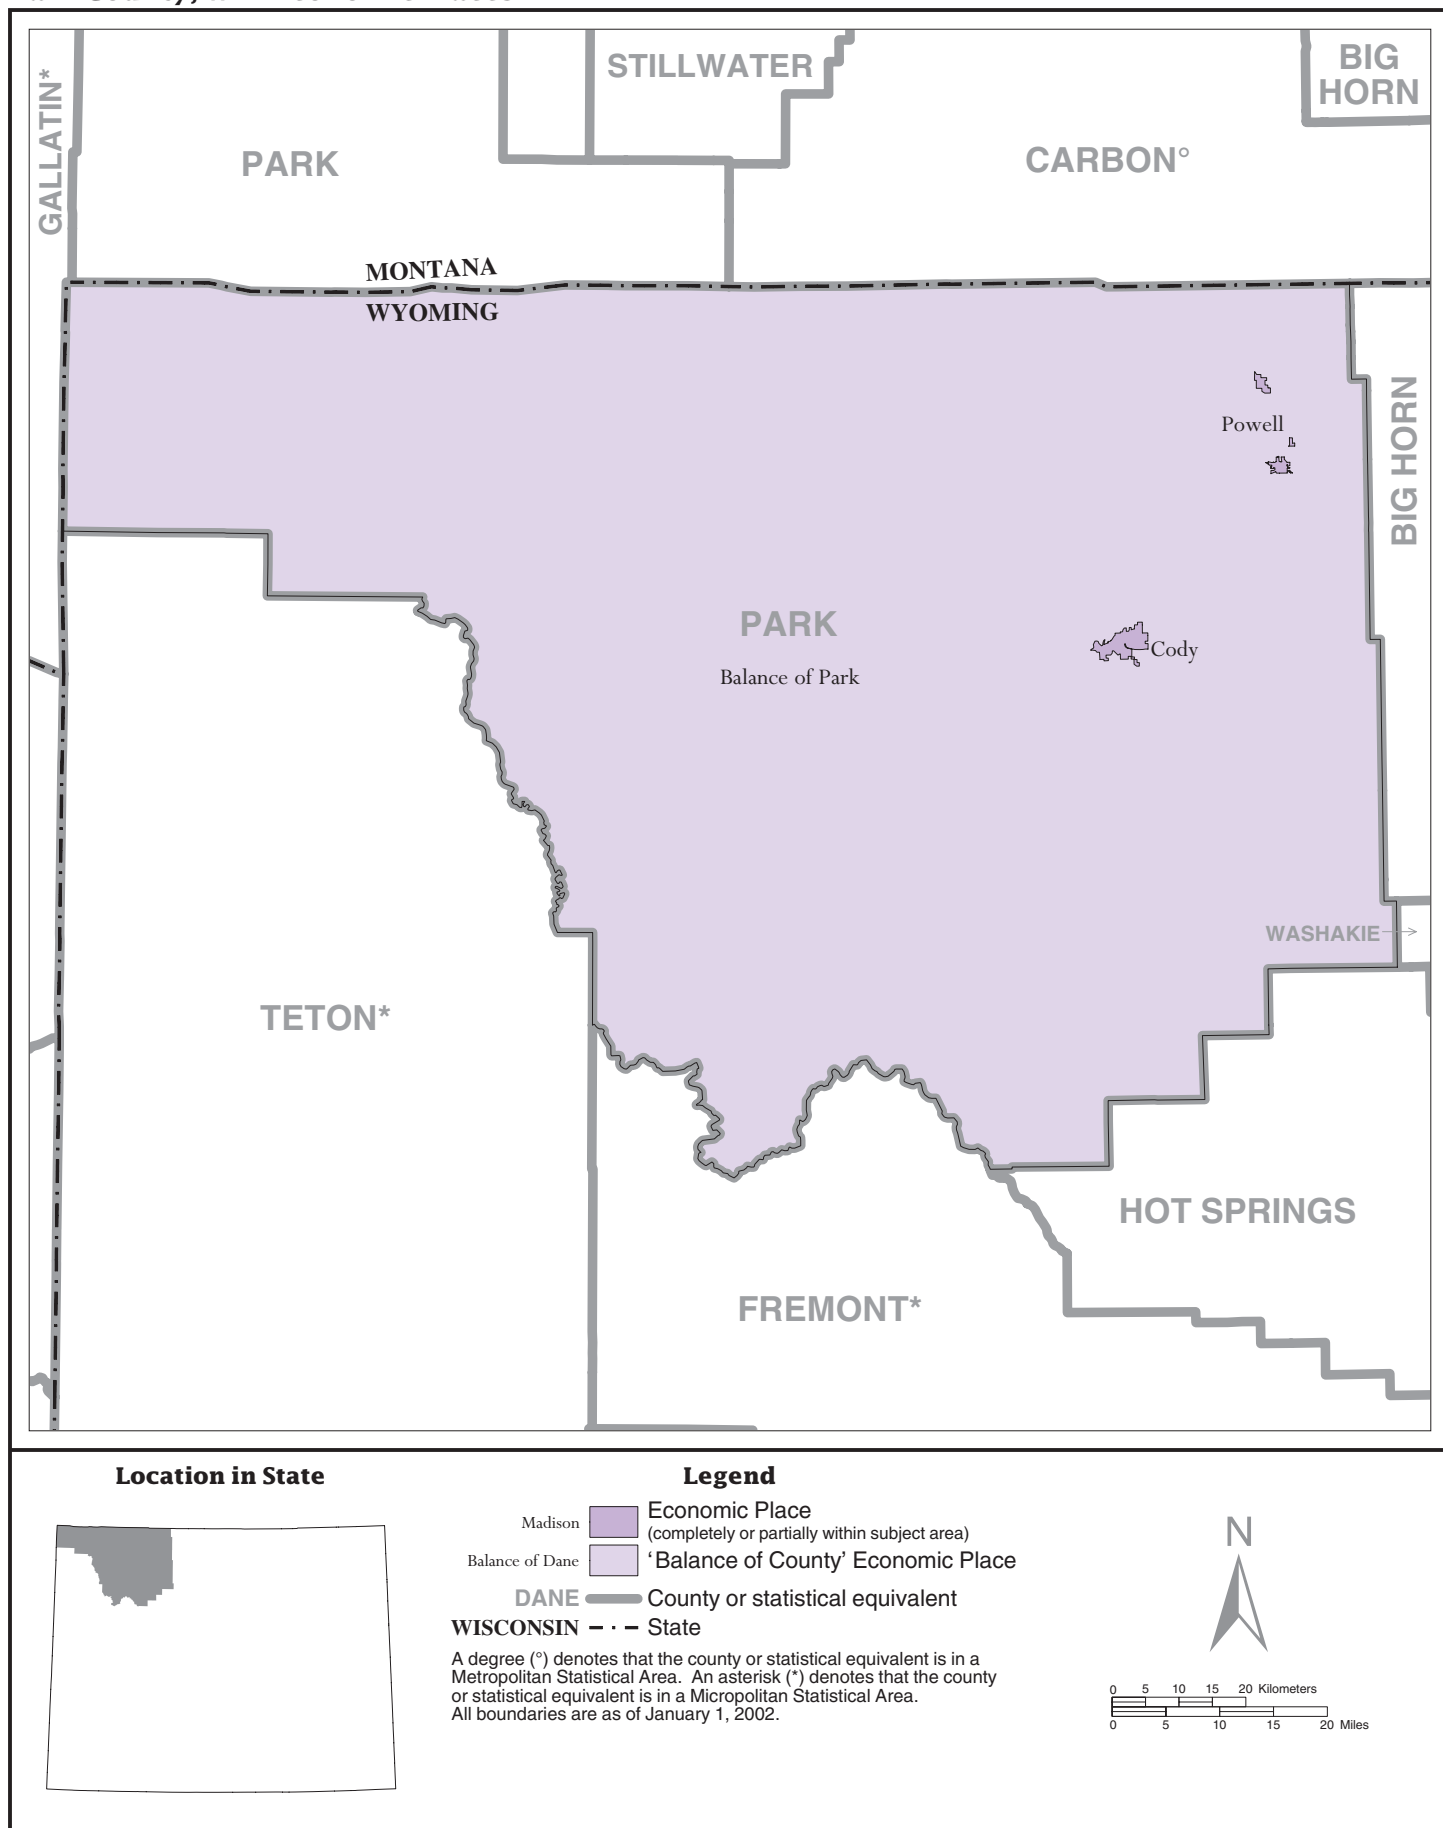 GALLATIN*
STILLWATER
BIG
HORN
PARK
CARBON°
MONTANA
WYOMING
Powell
BIG HORN
PARK
Balance of Park
Cody
WASHAKIE
TETON*
HOT SPRINGS
FREMONT*
Location in State
Legend
Madison
Economic Place
(completely or partially within subject area)
Balance of Dane
‘Balance of County’ Economic Place
DANE
County or statistical equivalent
WISCONSIN
State
A degree (°) denotes that the county or statistical equivalent is in a
Metropolitan Statistical Area. An asterisk (*) denotes that the county
or statistical equivalent is in a Micropolitan Statistical Area.
All boundaries are as of January 1, 2002.
N
0 5 10 15 20 Kilometers
0 5 10 15 20 Miles